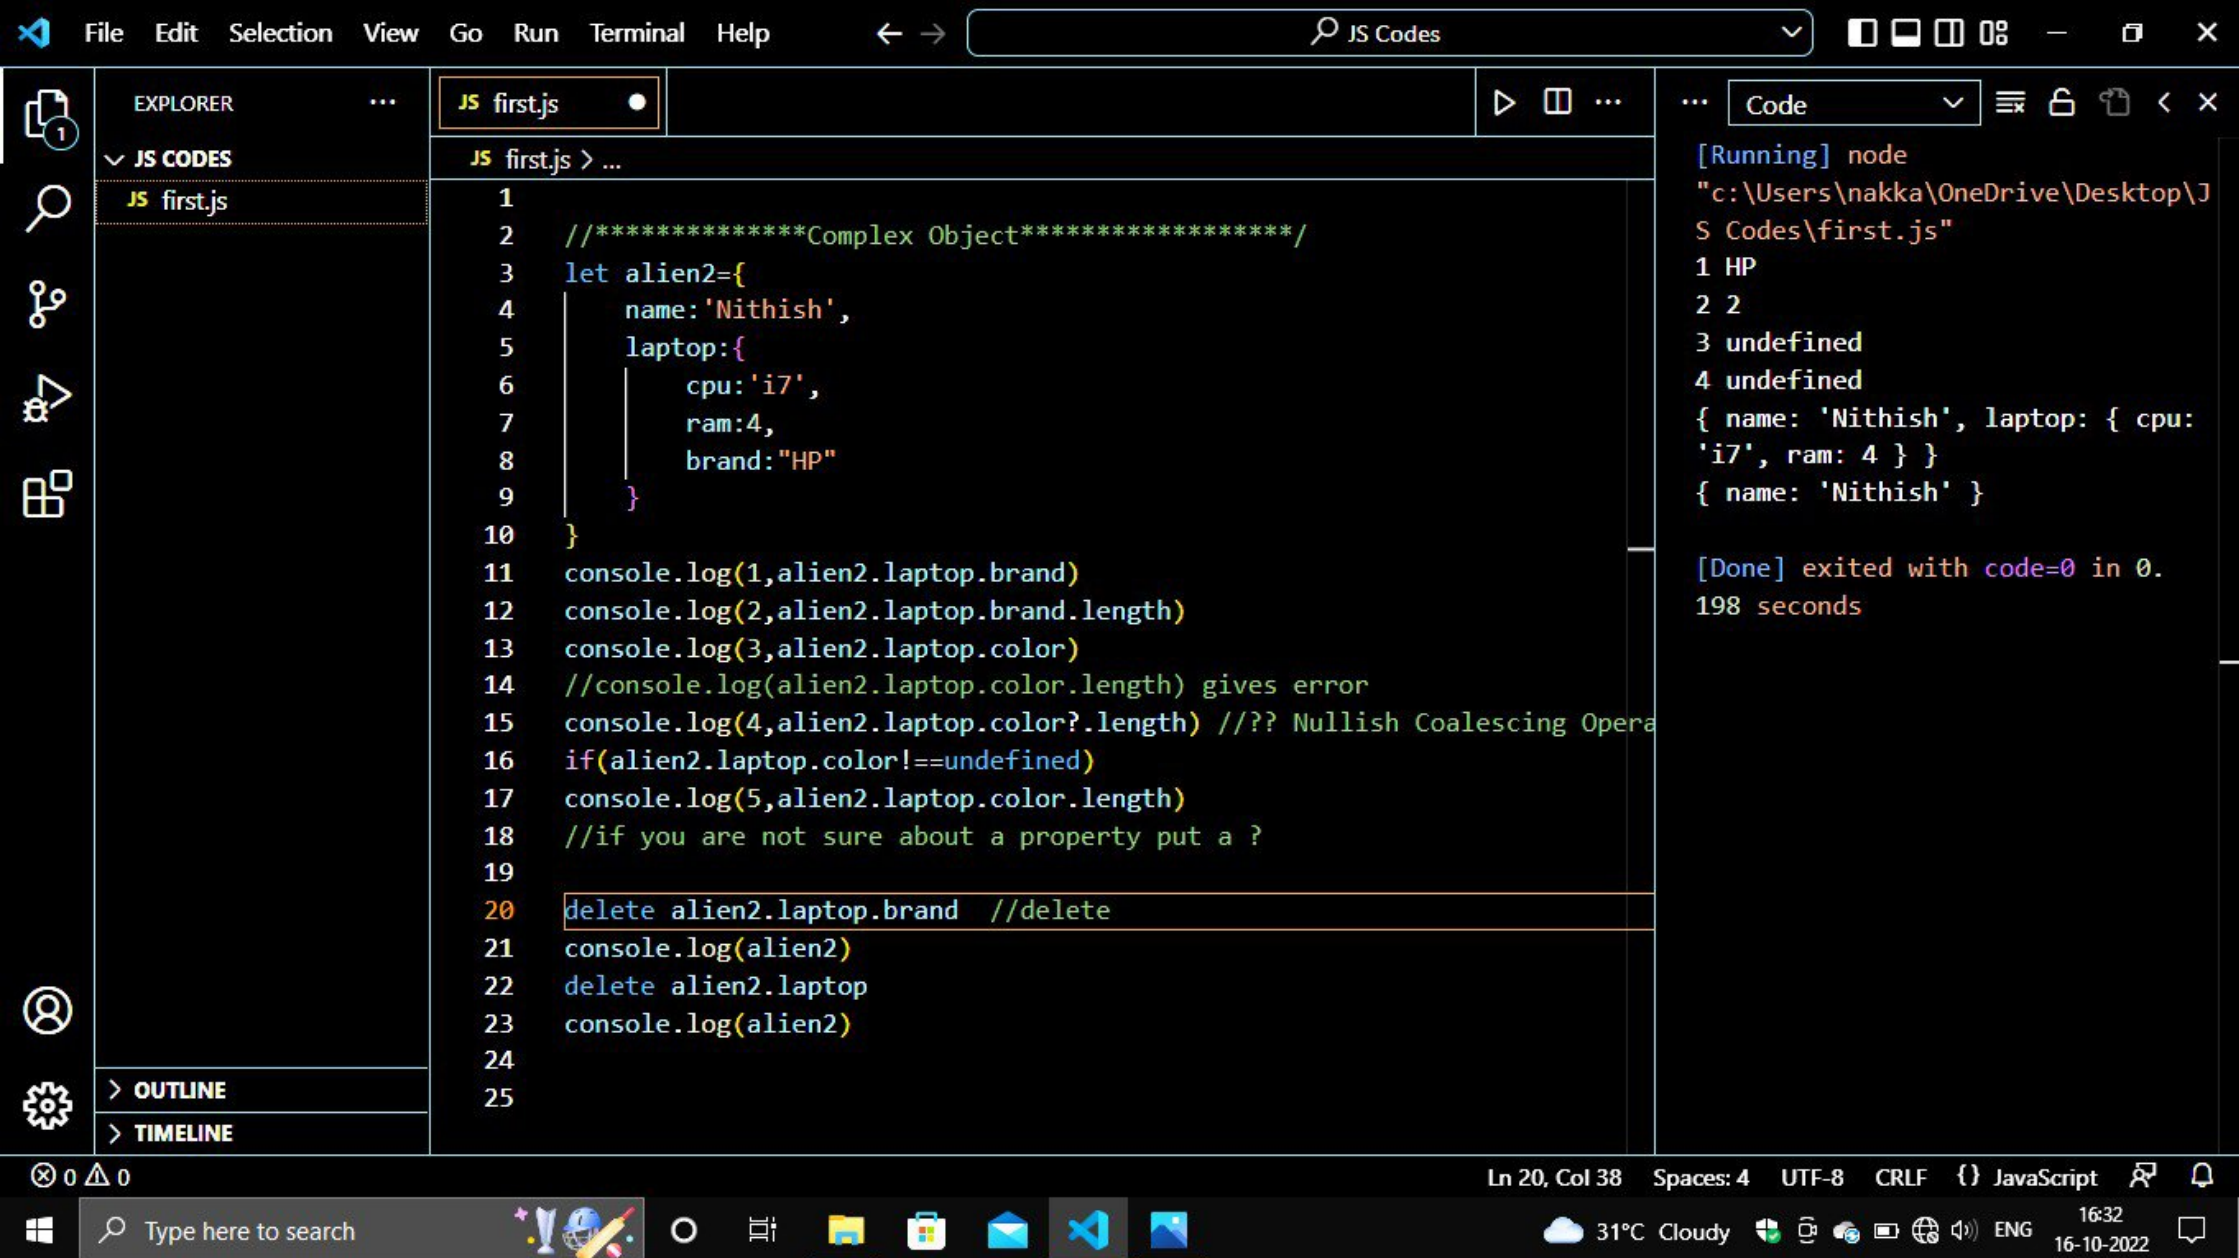 File Edit Selection View Go Run Terminal Help
JS Codes
EXPLORER
1
JS CODES
JS first.js
OUTLINE
TIMELINE
JS first.js
JS first.js > ...
1
2 //**************Complex Object******************/
3 let alien2={
4 name:'Nithish',
5 laptop:{
6 cpu:'i7',
7 ram:4,
8 brand:"HP"
9 }
10 }
11 console.log(1,alien2.laptop.brand)
12 console.log(2,alien2.laptop.brand.length)
13 console.log(3,alien2.laptop.color)
14 //console.log(alien2.laptop.color.length) gives error
15 console.log(4,alien2.laptop.color?.length) //?? Nullish Coalescing Opera
16 if(alien2.laptop.color!==undefined)
17 console.log(5,alien2.laptop.color.length)
18 //if you are not sure about a property put a ?
19
20 delete alien2.laptop.brand //delete
21 console.log(alien2)
22 delete alien2.laptop
23 console.log(alien2)
24
25
Code
[Running] node
"c:\Users\nakka\OneDrive\Desktop\J
S Codes\first.js"
1 HP
2 2
3 undefined
4 undefined
{ name: 'Nithish', laptop: { cpu:
'i7', ram: 4 } }
{ name: 'Nithish' }
[Done] exited with code=0 in 0.
198 seconds
0 0
Ln 20, Col 38 Spaces: 4 UTF-8 CRLF {} JavaScript
Type here to search
31°C Cloudy ENG
16:32
16-10-2022